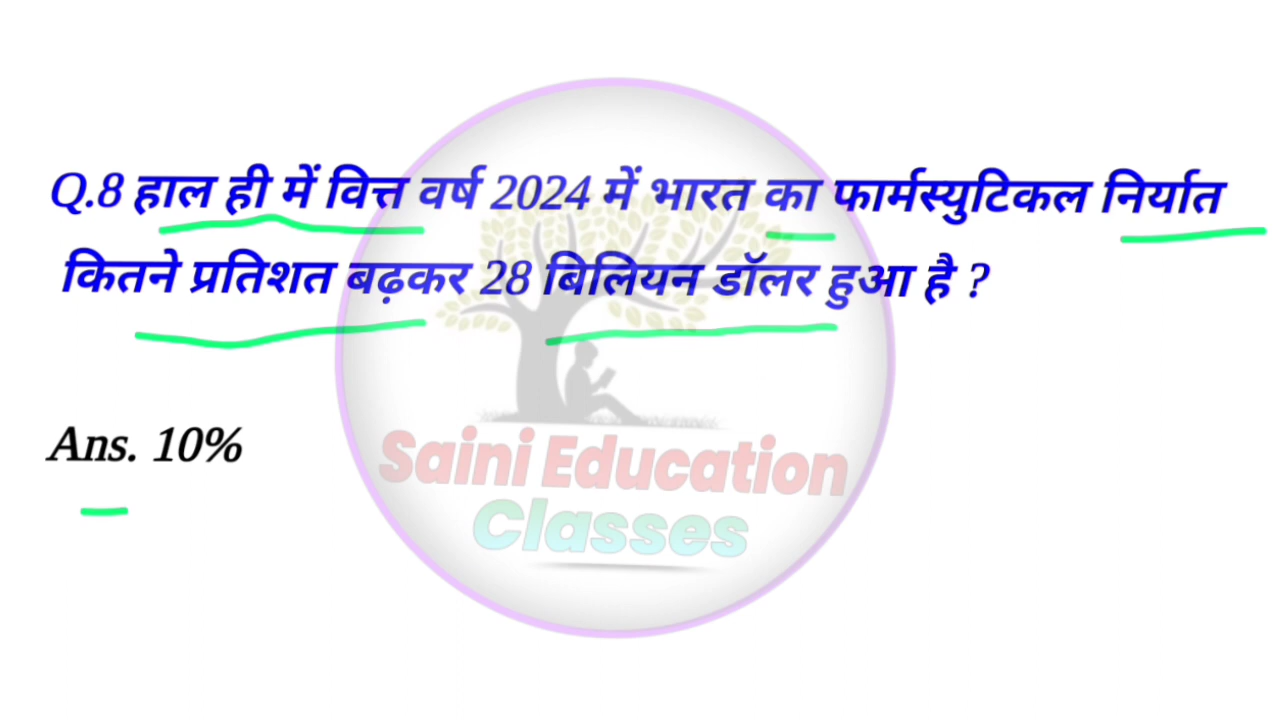 Q.8 हाल ही में वित्त वर्ष 2024 में भारत का फार्मस्युटिकल निर्यात
कितने प्रतिशत बढ़कर 28 बिलियन डॉलर हुआ है ?
Ans. 10%
Saini Education
Classes